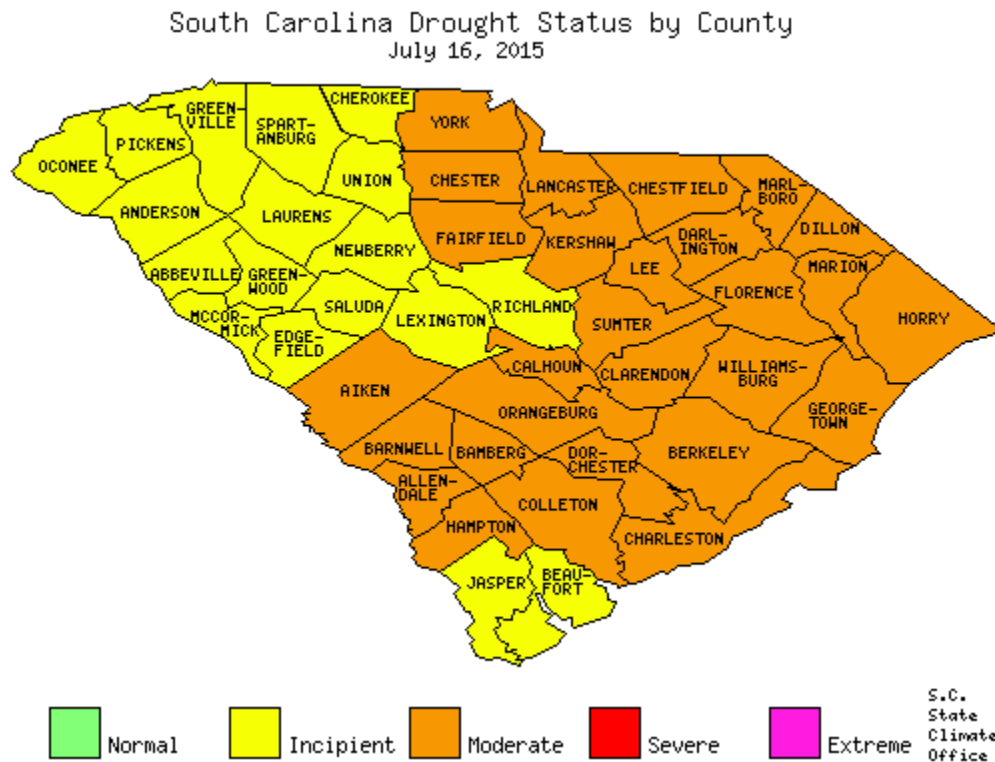 South Carolina Drought Status by County
July 16, 2015
CHEROKEE
GREEN-
VILLE
SPART-
ANBURG
YORK
PICKENS
OCONEE
UNION
CHESTER
LANCASTER
CHESTFIELD
MARL-
BORO
ANDERSON
LAURENS
DILLON
FAIRFIELD
KERSHAW
DARL-
INGTON
NEWBERRY
ABBEVILLE
GREEN-
WOOD
LEE
MARION
SALUDA
RICHLAND
FLORENCE
MCCOR-
MICK
LEXINGTON
SUMTER
HORRY
EDGE-
FIELD
CALHOUN
CLARENDON
WILLIAMS-
BURG
AIKEN
ORANGEBURG
GEORGE-
TOWN
BARNWELL
BAMBERG
DOR-
CHESTER
BERKELEY
ALLEN-
DALE
COLLETON
HAMPTON
CHARLESTON
JASPER
BEAU-
FORT
Normal
Incipient
Moderate
Severe
Extreme
S.C.
State
Climate
Office